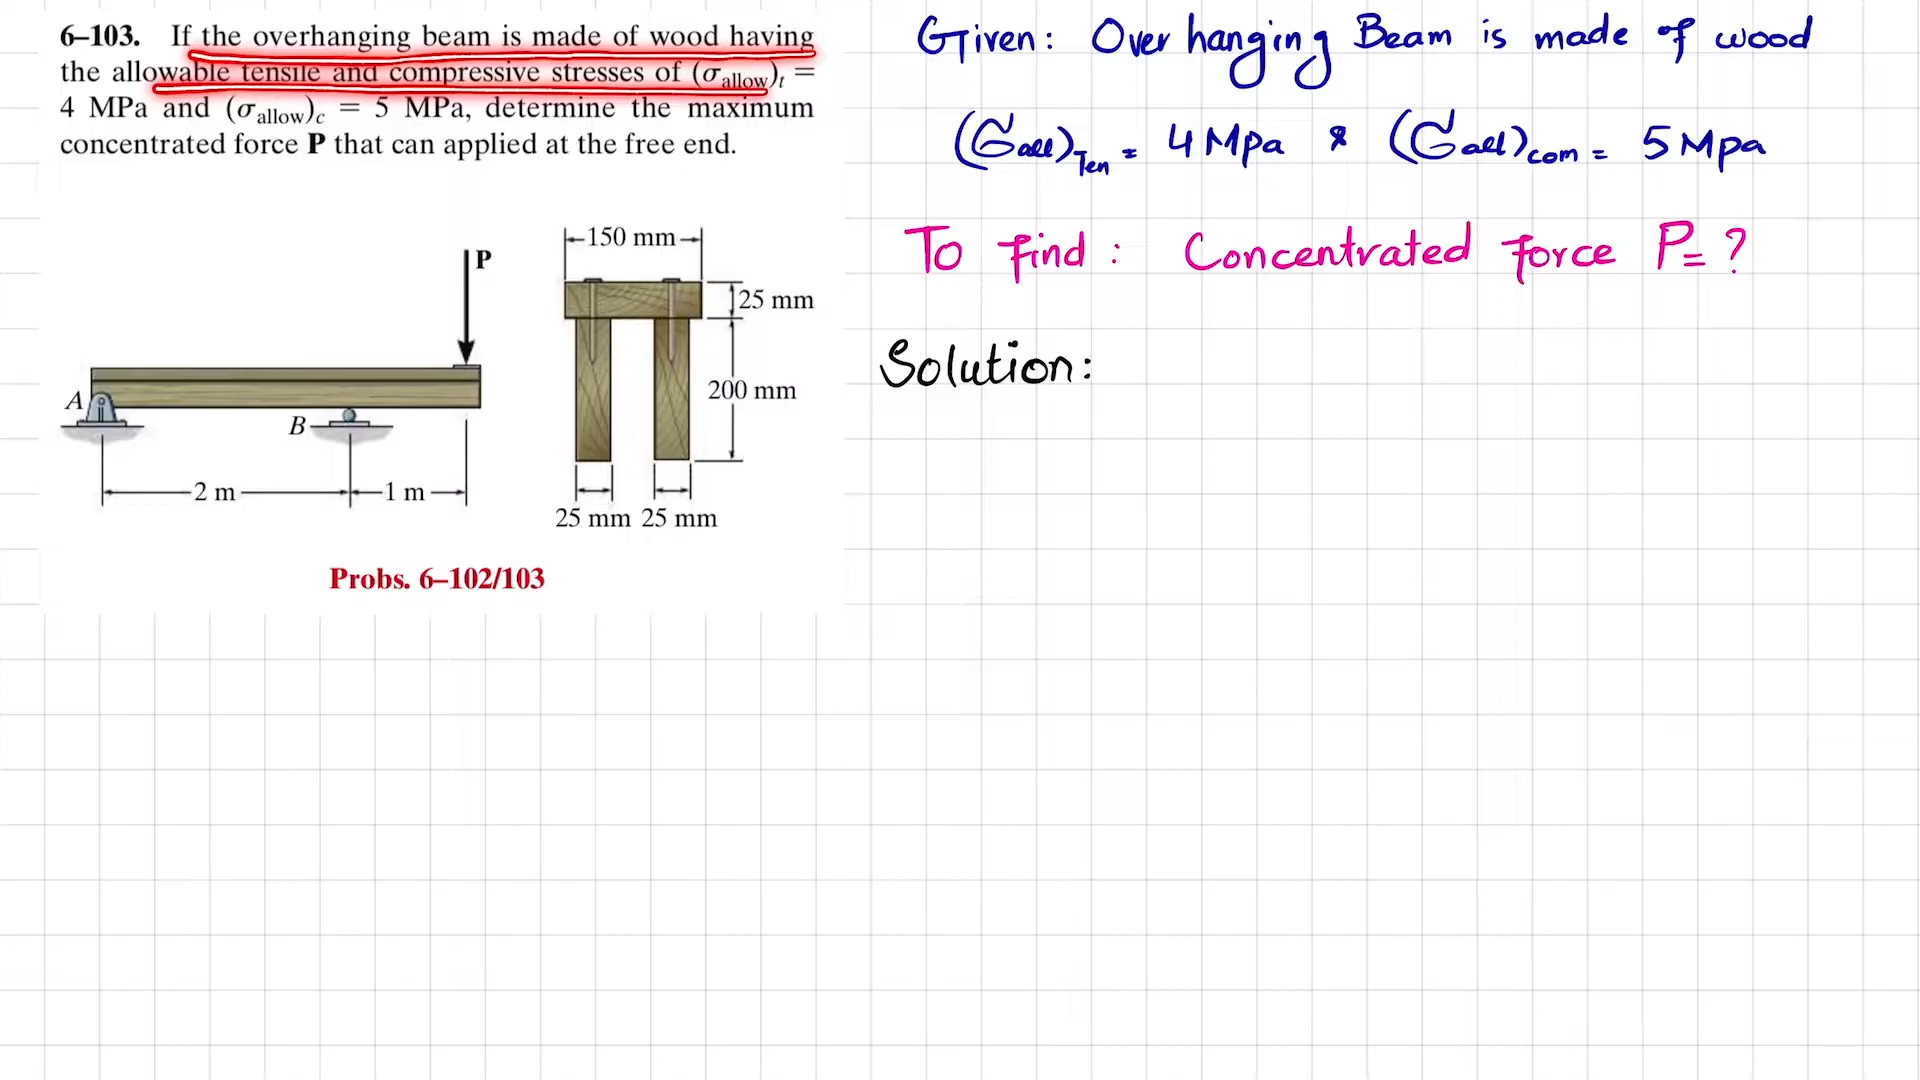 6–103. If the overhanging beam is made of wood having
the allowable tensile and compressive stresses of (σallow)t =
4 MPa and (σallow)c = 5 MPa, determine the maximum
concentrated force P that can applied at the free end.
P
A
B
2 m
1 m
150 mm
25 mm
200 mm
25 mm 25 mm
Probs. 6–102/103
Given: Over hanging Beam is made of wood
(σall)Ten = 4 Mpa & (σall)com = 5 Mpa
To Find : Concentrated force P = ?
Solution: